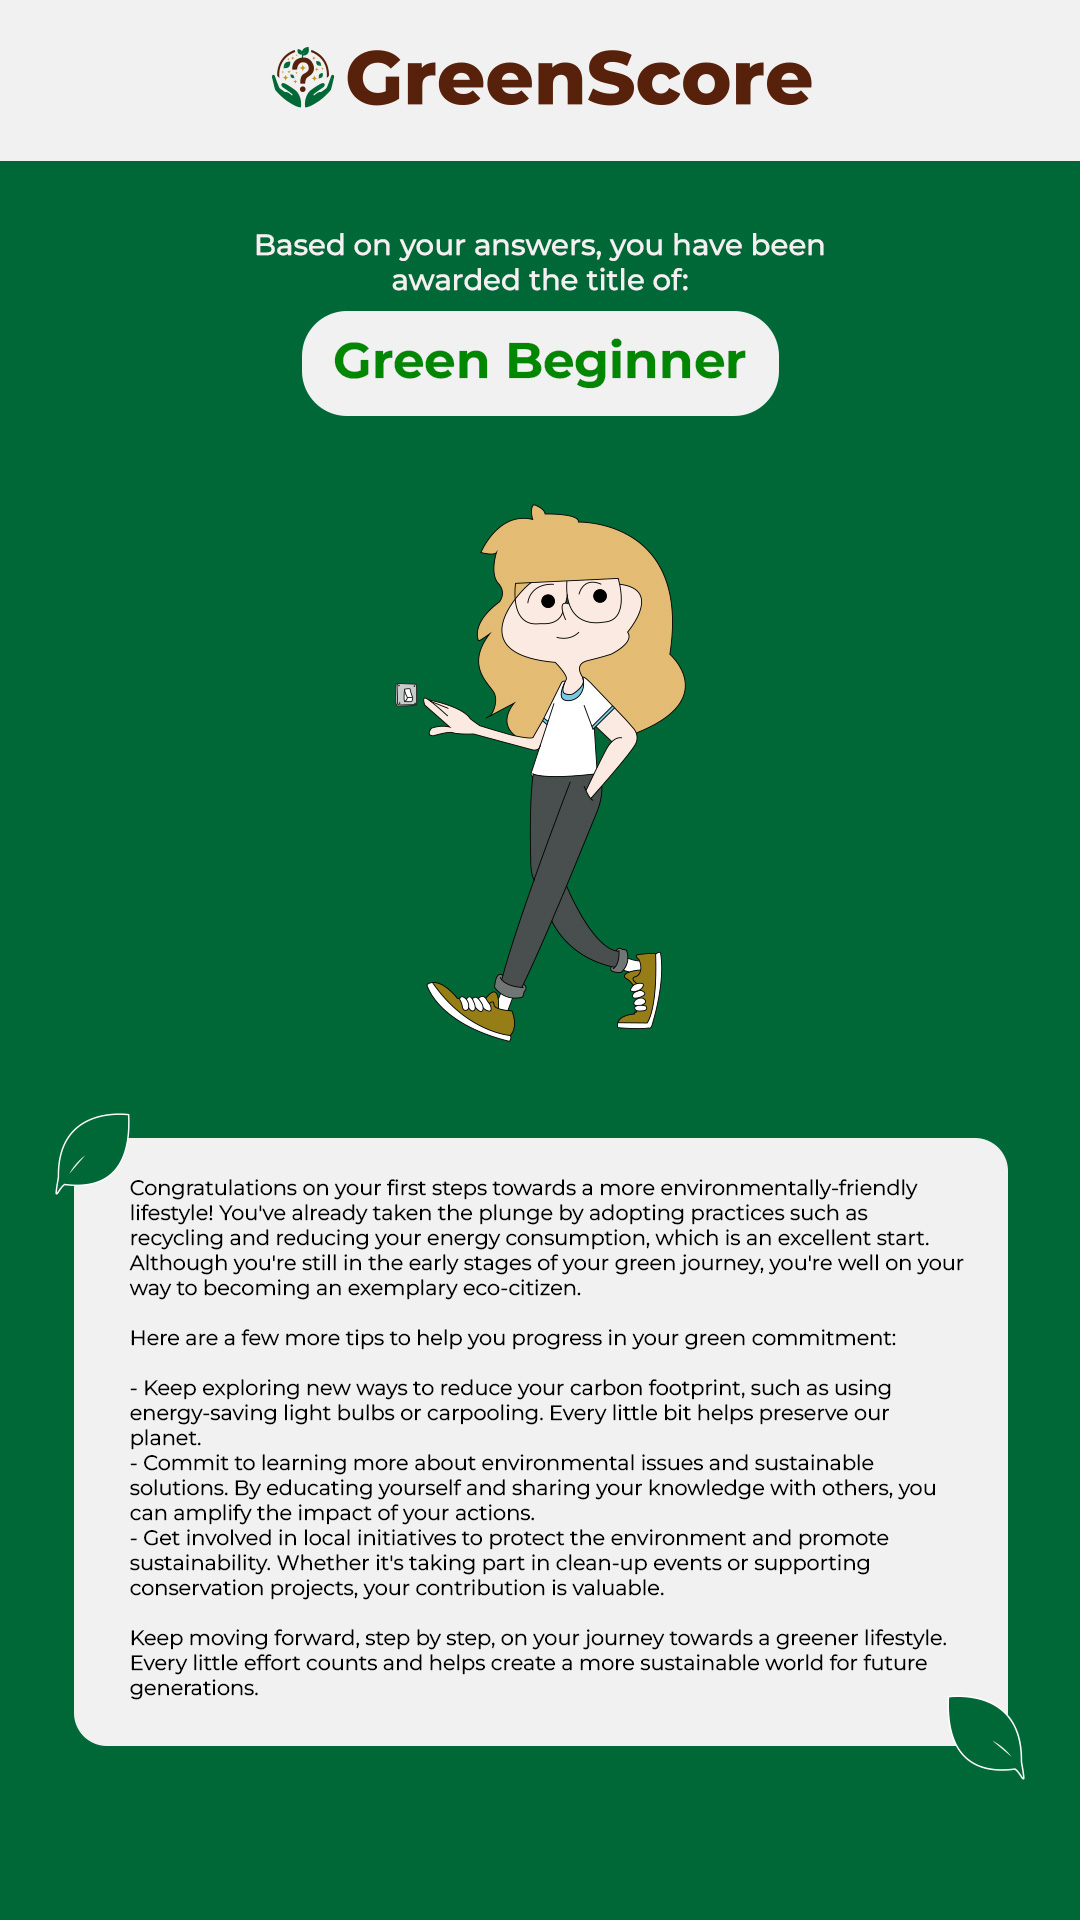 GreenScore
Based on your answers, you have been
awarded the title of:
Green Beginner
Congratulations on your first steps towards a more environmentally-friendly
lifestyle! You've already taken the plunge by adopting practices such as
recycling and reducing your energy consumption, which is an excellent start.
Although you're still in the early stages of your green journey, you're well on your
way to becoming an exemplary eco-citizen.
Here are a few more tips to help you progress in your green commitment:
- Keep exploring new ways to reduce your carbon footprint, such as using
energy-saving light bulbs or carpooling. Every little bit helps preserve our
planet.
- Commit to learning more about environmental issues and sustainable
solutions. By educating yourself and sharing your knowledge with others, you
can amplify the impact of your actions.
- Get involved in local initiatives to protect the environment and promote
sustainability. Whether it's taking part in clean-up events or supporting
conservation projects, your contribution is valuable.
Keep moving forward, step by step, on your journey towards a greener lifestyle.
Every little effort counts and helps create a more sustainable world for future
generations.